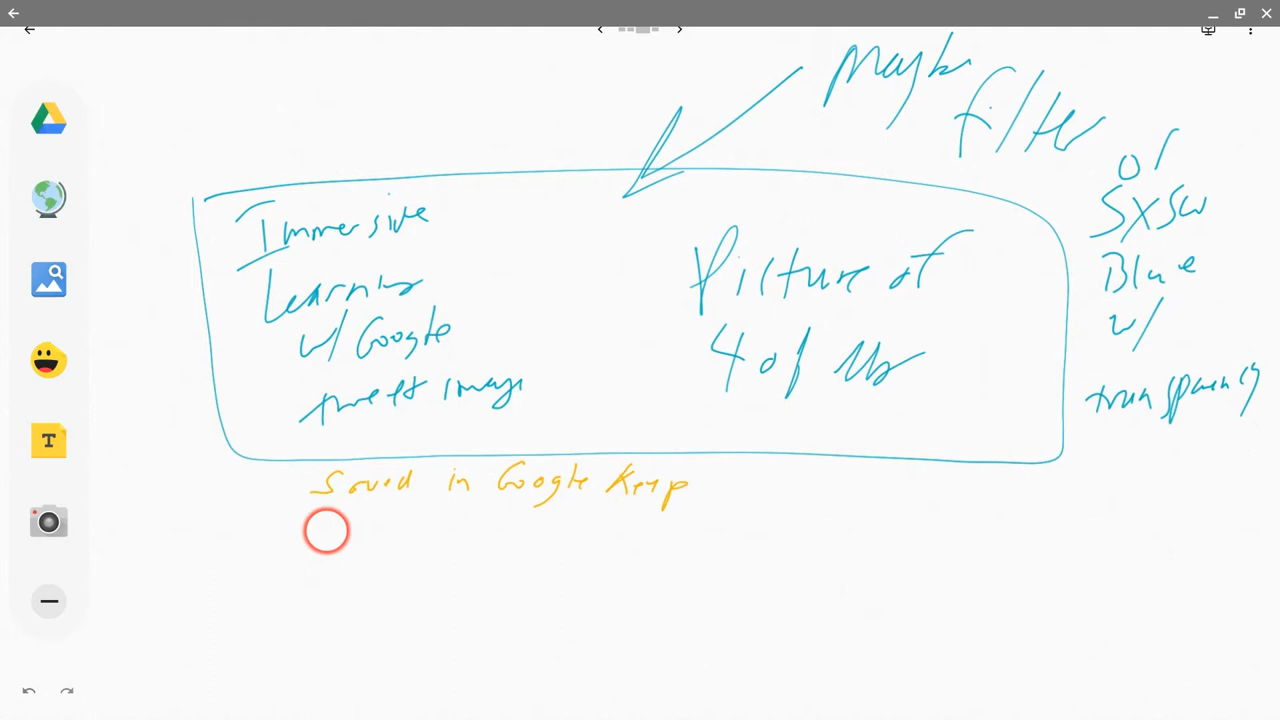 Maybe
filter
or
SXSW
Blue
w/
transparency
Immersive
Learning
w/ Google
tweet image
Picture of
4 of Us
Saved in Google Keep
T